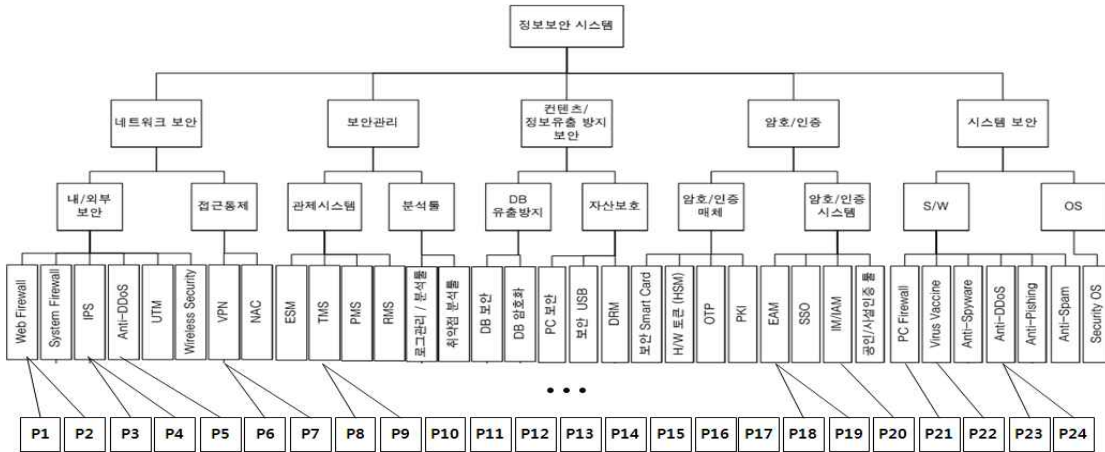 정보보안 시스템
네트워크 보안
보안관리
컨텐츠/
정보유출 방지
보안
암호/인증
시스템 보안
내/외부
보안
접근통제
관제시스템
분석툴
DB
유출방지
자산보호
암호/인증
매체
암호/인증
시스템
S/W
OS
Web Firewall
System Firewall
IPS
Anti-DDoS
UTM
Wireless Security
VPN
NAC
ESM
TMS
PMS
RMS
로그관리 / 분석툴
취약점 분석툴
DB 보안
DB 암호화
PC 보안
보안 USB
DRM
보안 Smart Card
H/W 토큰 (HSM)
OTP
PKI
EAM
SSO
IM/IAM
공인/사설인증 툴
PC Firewall
Virus Vaccine
Anti-Spyware
Anti-DDoS
Anti-Pishing
Anti-Spam
Security OS
• • •
P1 P2 P3 P4 P5 P6 P7 P8 P9 P10 P11 P12 P13 P14 P15 P16 P17 P18 P19 P20 P21 P22 P23 P24